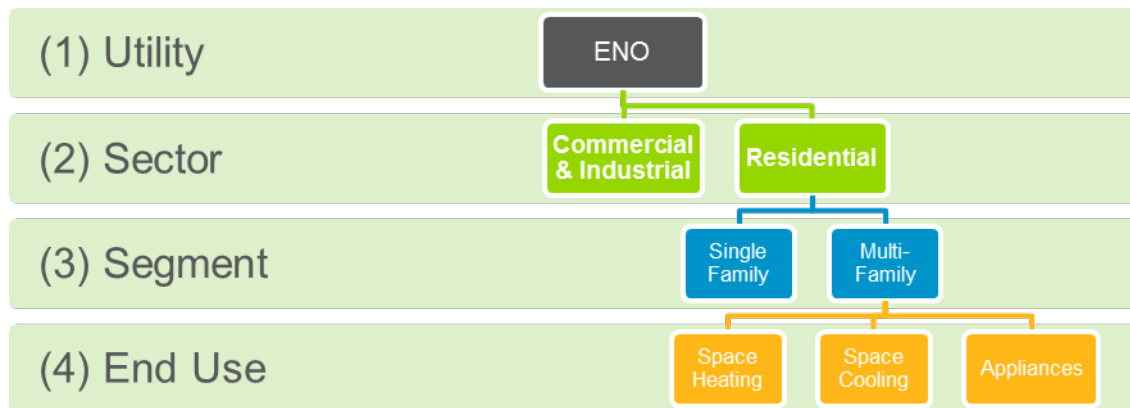 (1) Utility
ENO
(2) Sector
Commercial
& Industrial
Residential
(3) Segment
Single
Family
Multi-
Family
(4) End Use
Space
Heating
Space
Cooling
Appliances